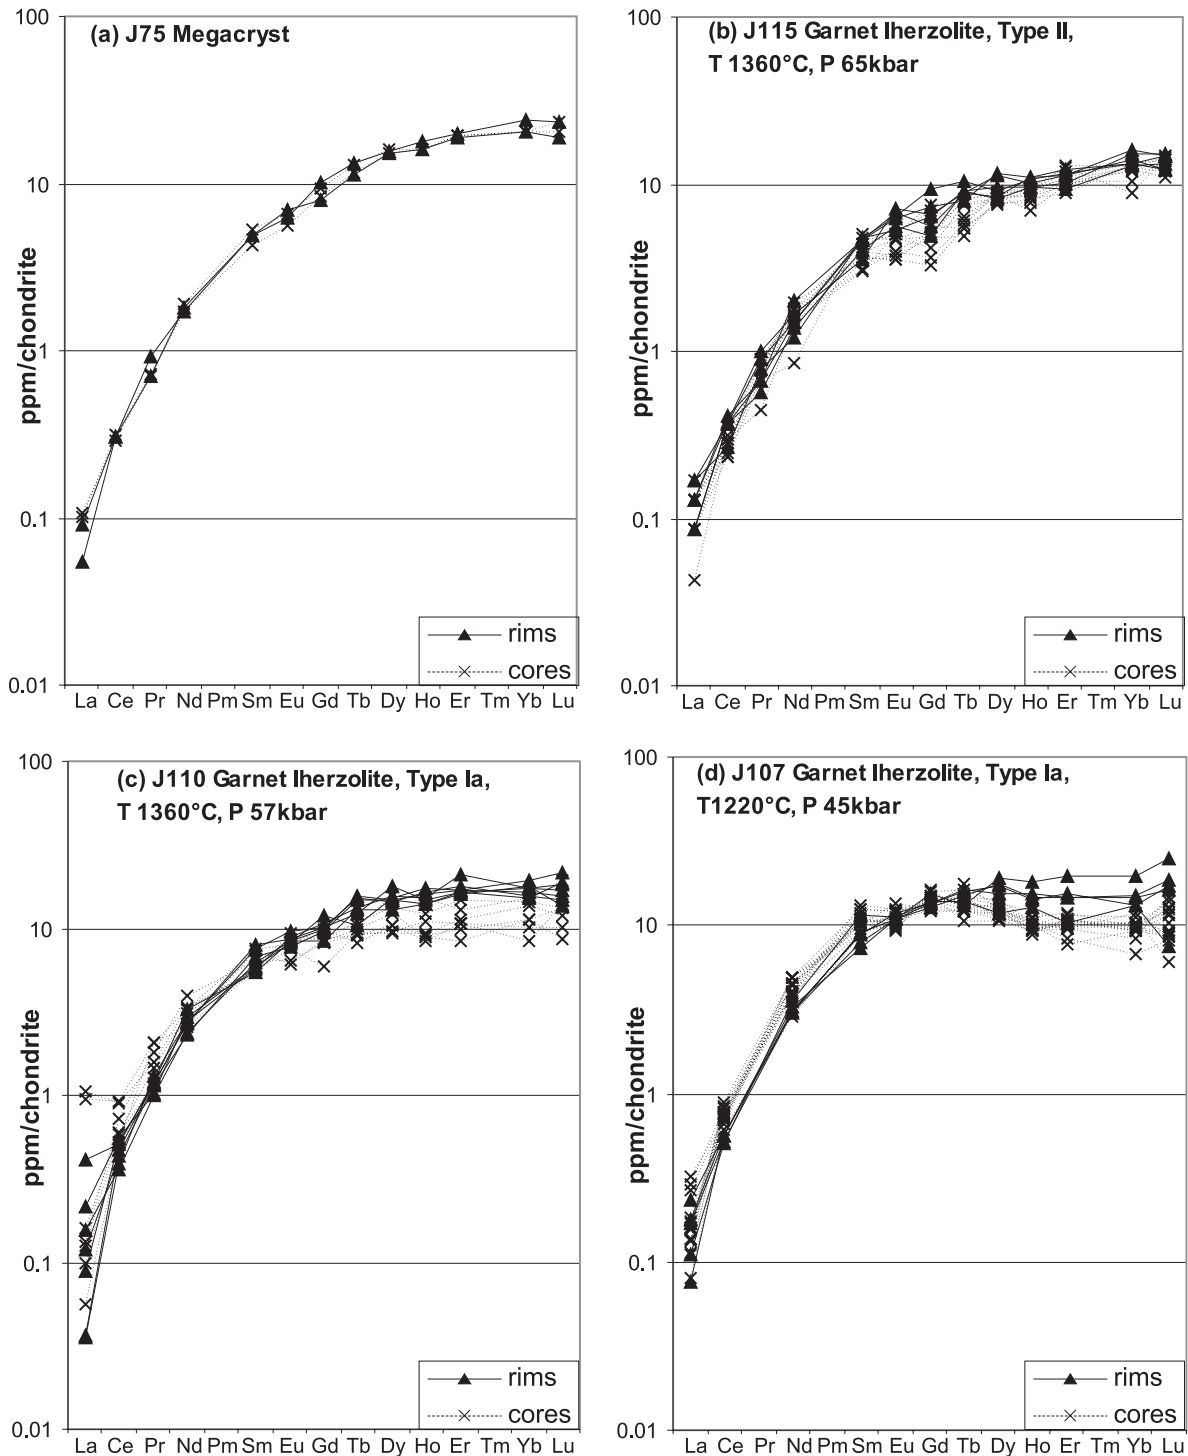 (a) J75 Megacryst
100
10
1
0.1
0.01
ppm/chondrite
rims
cores
La Ce Pr Nd Pm Sm Eu Gd Tb Dy Ho Er Tm Yb Lu
(b) J115 Garnet lherzolite, Type II,
T 1360°C, P 65kbar
100
10
1
0.1
0.01
ppm/chondrite
rims
cores
La Ce Pr Nd Pm Sm Eu Gd Tb Dy Ho Er Tm Yb Lu
(c) J110 Garnet lherzolite, Type Ia,
T 1360°C, P 57kbar
100
10
1
0.1
0.01
ppm/chondrite
rims
cores
La Ce Pr Nd Pm Sm Eu Gd Tb Dy Ho Er Tm Yb Lu
(d) J107 Garnet lherzolite, Type Ia,
T1220°C, P 45kbar
100
10
1
0.1
0.01
ppm/chondrite
rims
cores
La Ce Pr Nd Pm Sm Eu Gd Tb Dy Ho Er Tm Yb Lu